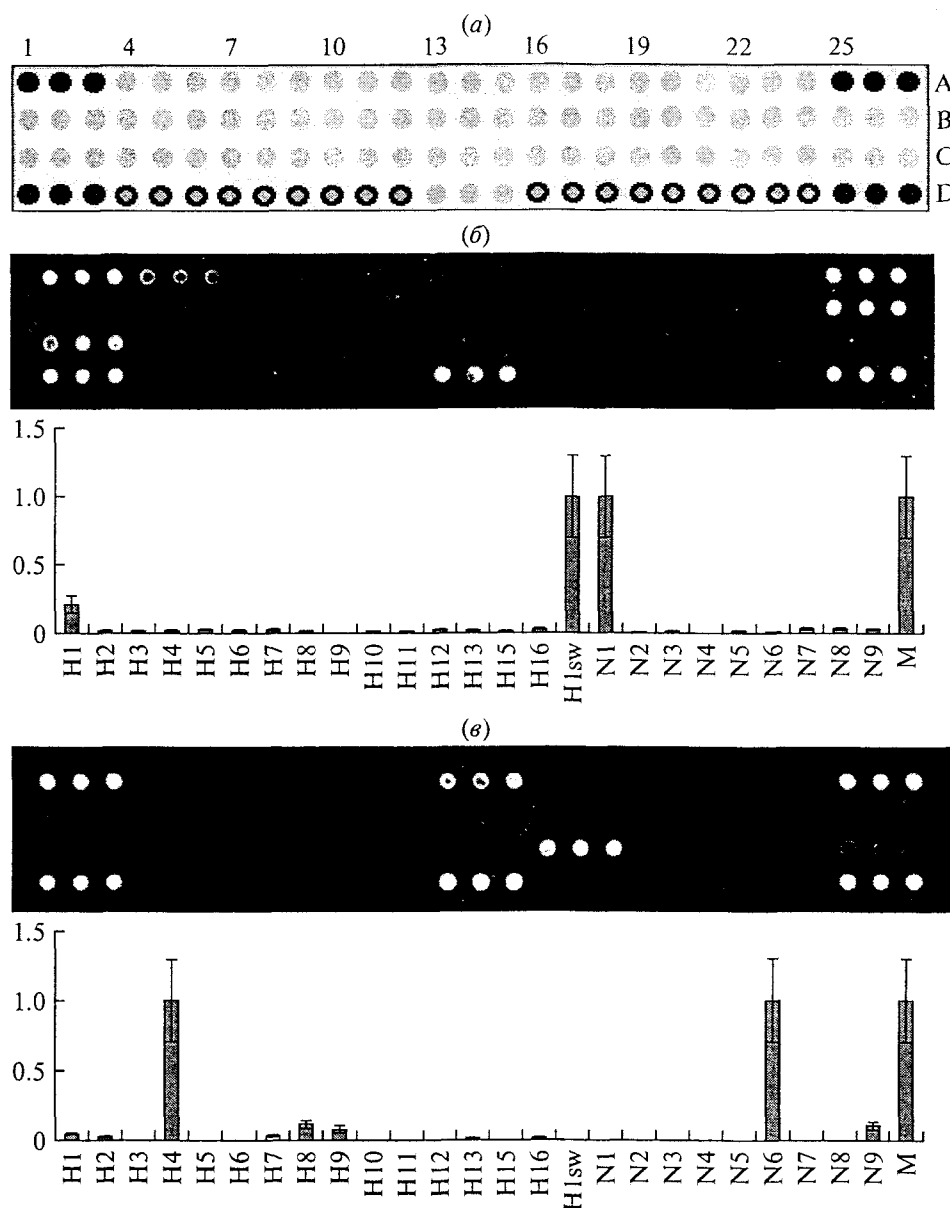 (а)
1 4 7 10 13 16 19 22 25
A
B
C
D
(б)
1.5
1.0
0.5
0
H1 H2 H3 H4 H5 H6 H7 H8 H9 H10 H11 H12 H13 H15 H16 H1sw N1 N2 N3 N4 N5 N6 N7 N8 N9 M
(в)
1.5
1.0
0.5
0
H1 H2 H3 H4 H5 H6 H7 H8 H9 H10 H11 H12 H13 H15 H16 H1sw N1 N2 N3 N4 N5 N6 N7 N8 N9 M